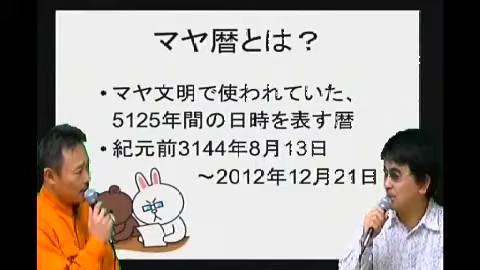 マヤ暦とは？
・マヤ文明で使われていた、
5125年間の日時を表す暦
・紀元前3144年8月13日
～2012年12月21日